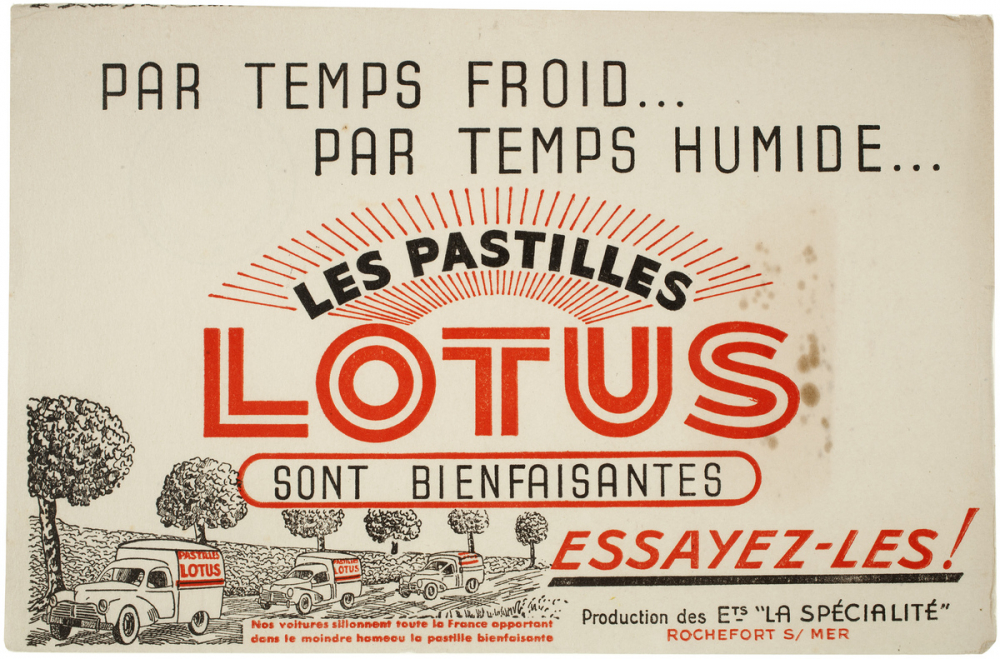 PAR TEMPS FROID...
PAR TEMPS HUMIDE...
LES PASTILLES
LOTUS
SONT BIENFAISANTES
ESSAYEZ-LES!
PASTILLES
LOTUS
PASTILLES
LOTUS
Nos voitures sillonnent toute la France apportant
dans le moindre hameau la pastille bienfaisante
Production des ETS "LA SPÉCIALITÉ"
ROCHEFORT S/ MER